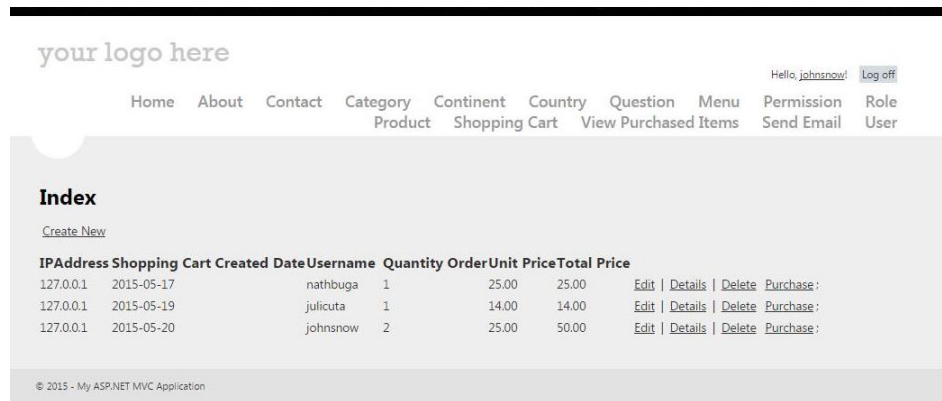 your logo here
Hello, johnsnow! Log off
Home About Contact Category Continent Country Question Menu Permission Role
Product Shopping Cart View Purchased Items Send Email User
Index
Create New
IPAddress Shopping Cart Created Date Username Quantity Order Unit Price Total Price
127.0.0.1 2015-05-17 nathbuga 1 25.00 25.00 Edit | Details | Delete Purchase ;
127.0.0.1 2015-05-19 julicuta 1 14.00 14.00 Edit | Details | Delete Purchase ;
127.0.0.1 2015-05-20 johnsnow 2 25.00 50.00 Edit | Details | Delete Purchase ;
© 2015 - My ASP.NET MVC Application